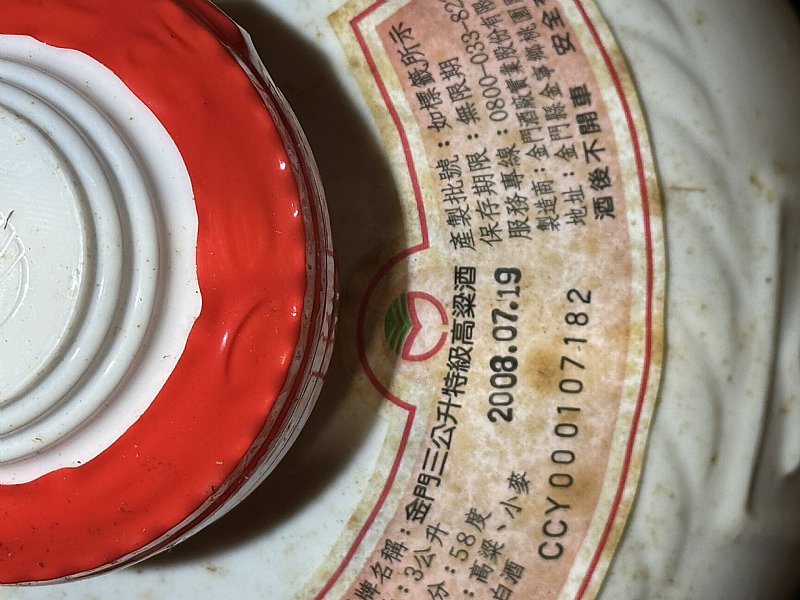 牌名稱：金門三公升特級高粱酒
：3公升
分：58度
：高粱、小麥
白酒
2008.07.19
CCY000107182
產製批號：如標籤所示
保存期限：無限期
服務專線：0800-033-82
製造商：金門酒廠實業股份有限
地址：金門縣金寧鄉桃園
酒後不開車 安全